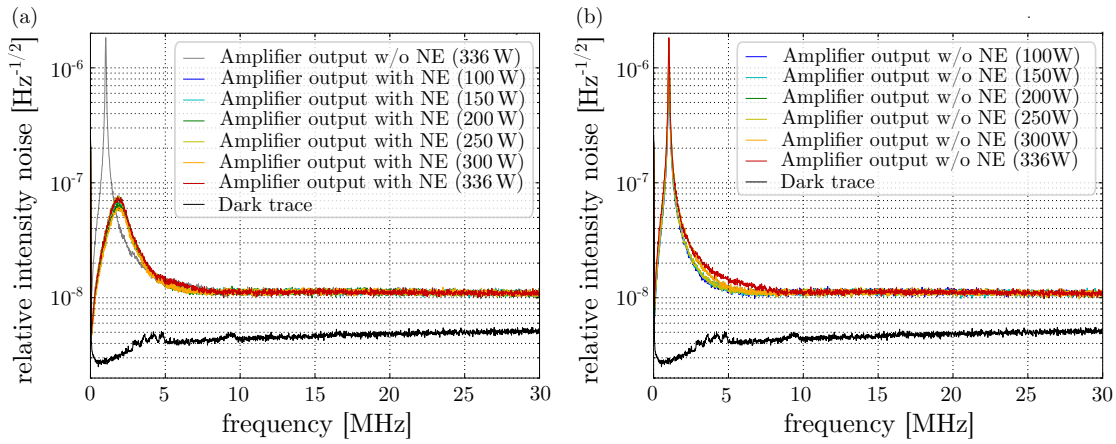 (a)
relative intensity noise [Hz-1/2]
10-6
10-7
10-8
Amplifier output w/o NE (336 W)
Amplifier output with NE (100 W)
Amplifier output with NE (150 W)
Amplifier output with NE (200 W)
Amplifier output with NE (250 W)
Amplifier output with NE (300 W)
Amplifier output with NE (336 W)
Dark trace
0 5 10 15 20 25 30
frequency [MHz]
(b)
relative intensity noise [Hz-1/2]
10-6
10-7
10-8
Amplifier output w/o NE (100W)
Amplifier output w/o NE (150W)
Amplifier output w/o NE (200W)
Amplifier output w/o NE (250W)
Amplifier output w/o NE (300W)
Amplifier output w/o NE (336W)
Dark trace
0 5 10 15 20 25 30
frequency [MHz]